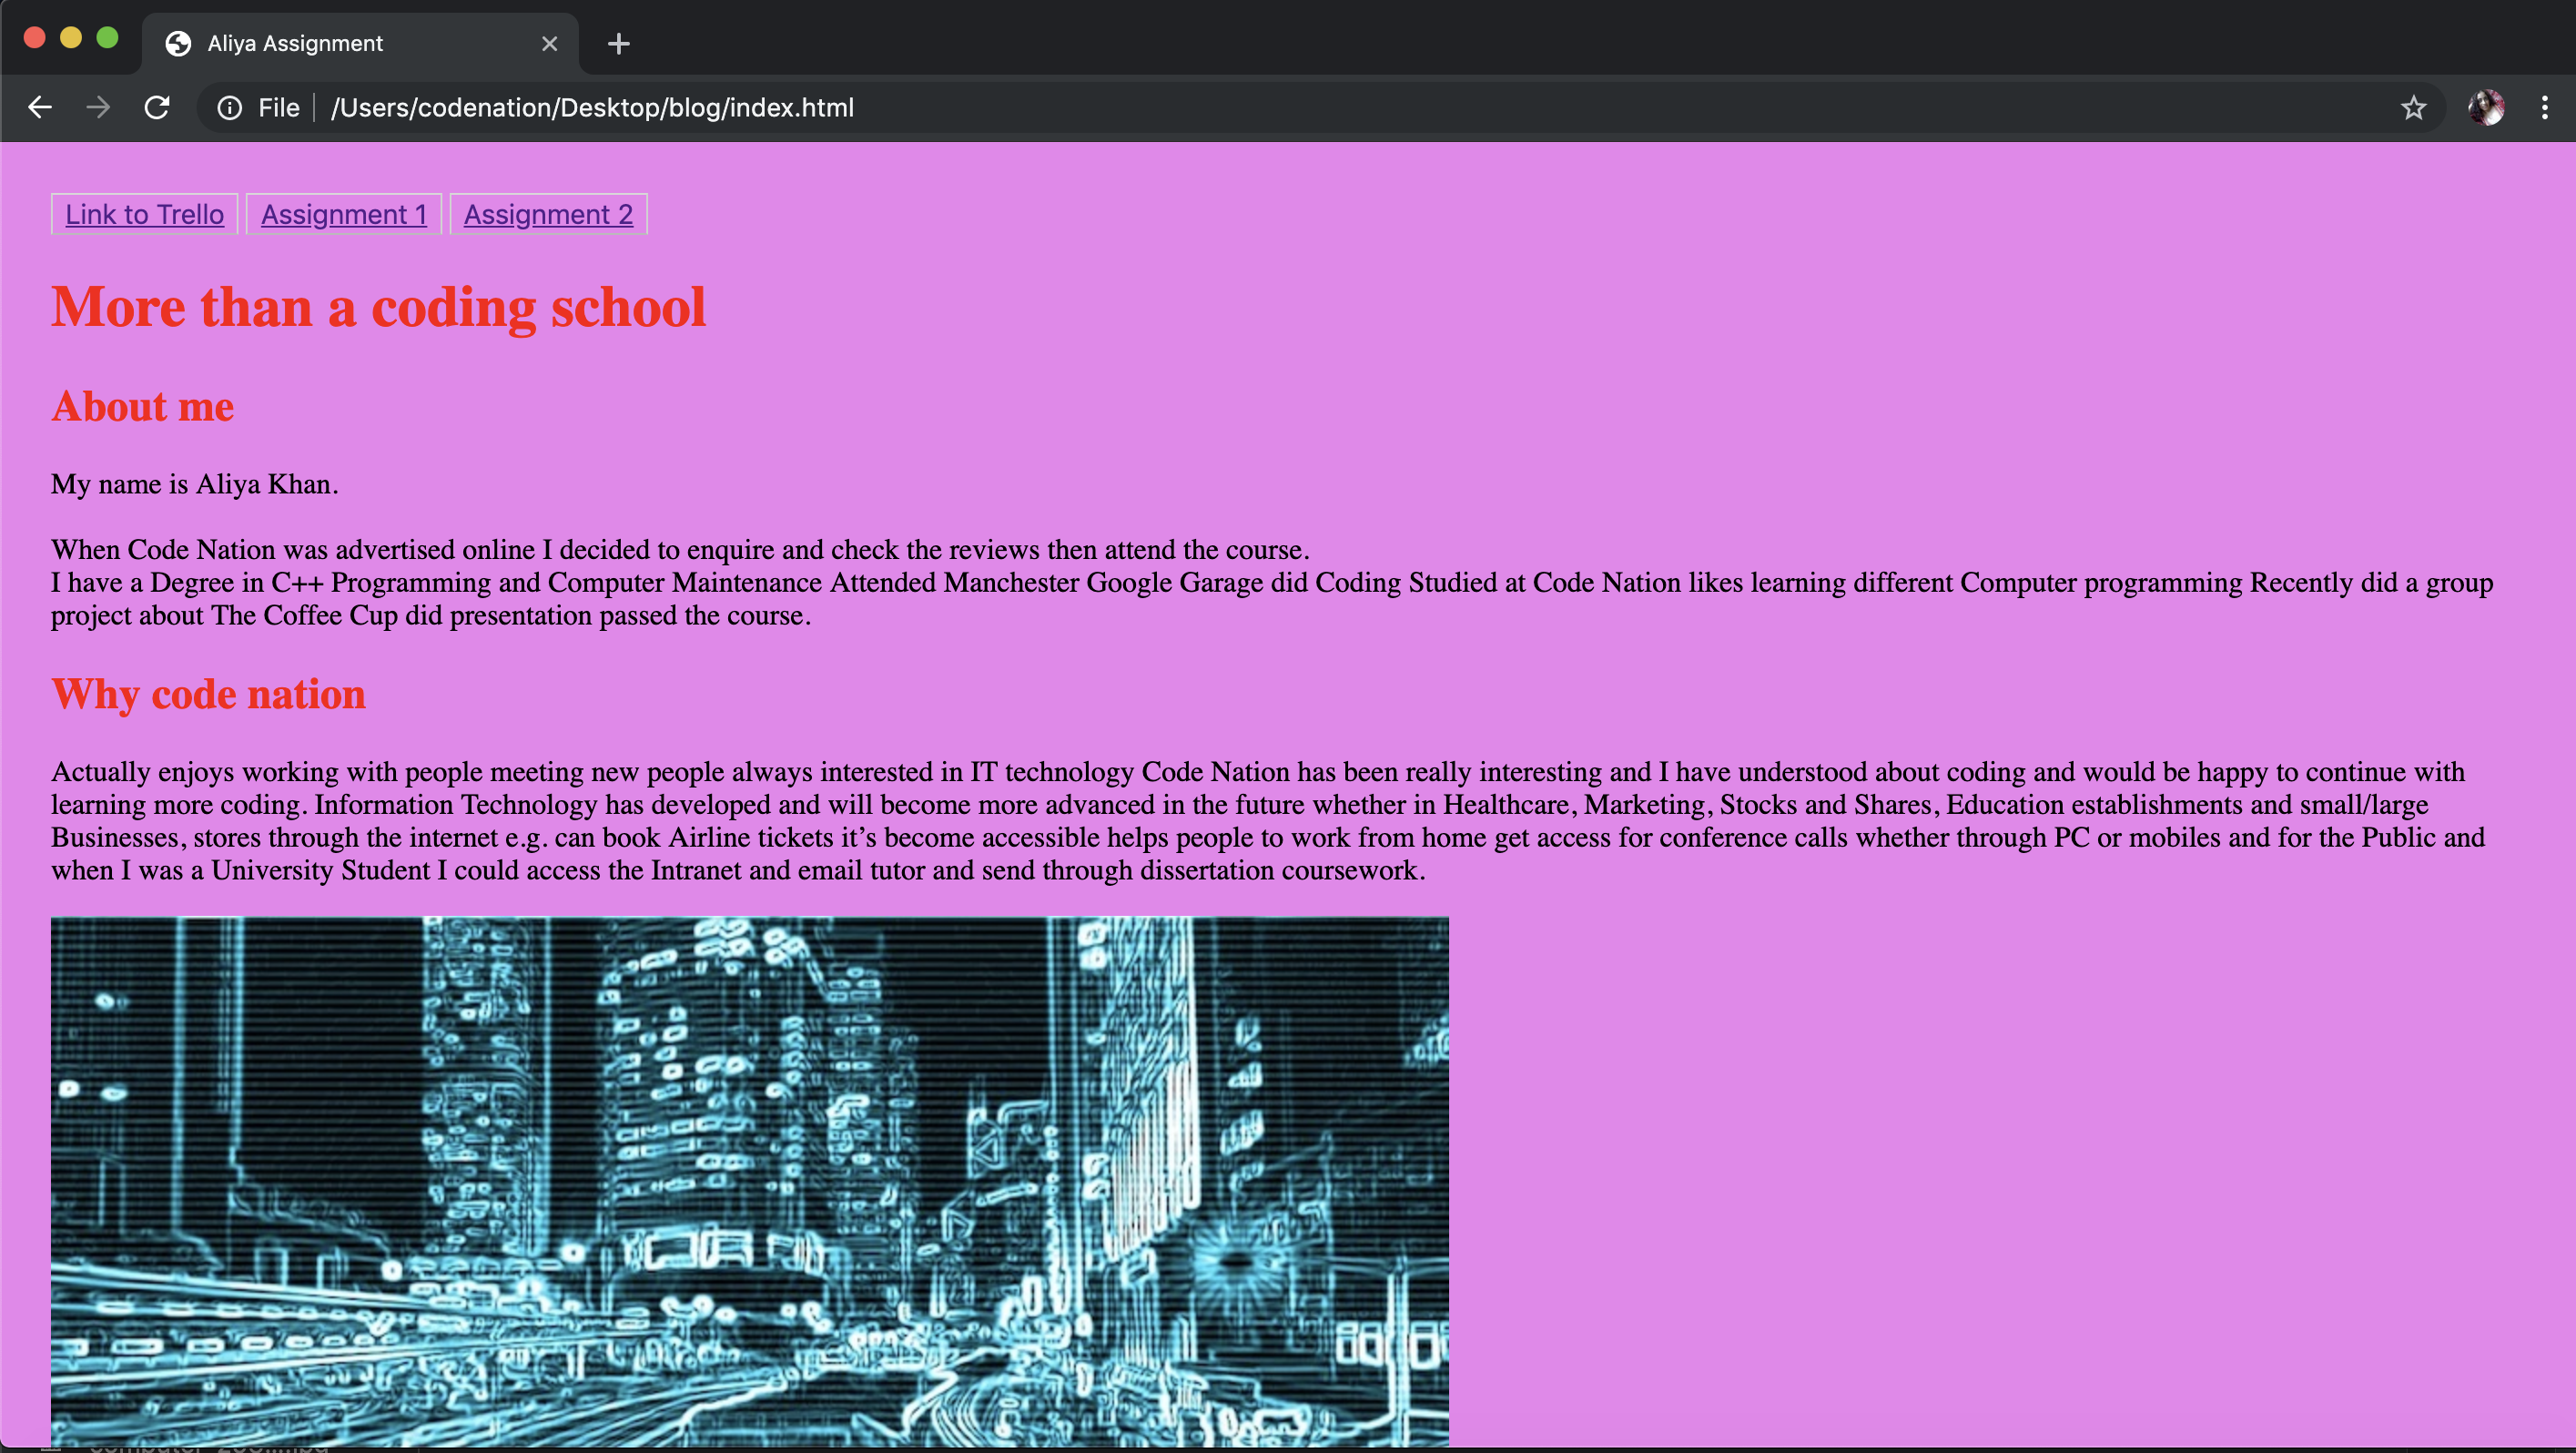 Aliya Assignment
File /Users/codenation/Desktop/blog/index.html
Link to Trello Assignment 1 Assignment 2
More than a coding school
About me
My name is Aliya Khan.
When Code Nation was advertised online I decided to enquire and check the reviews then attend the course.
I have a Degree in C++ Programming and Computer Maintenance Attended Manchester Google Garage did Coding Studied at Code Nation likes learning different Computer programming Recently did a group
project about The Coffee Cup did presentation passed the course.
Why code nation
Actually enjoys working with people meeting new people always interested in IT technology Code Nation has been really interesting and I have understood about coding and would be happy to continue with
learning more coding. Information Technology has developed and will become more advanced in the future whether in Healthcare, Marketing, Stocks and Shares, Education establishments and small/large
Businesses, stores through the internet e.g. can book Airline tickets it’s become accessible helps people to work from home get access for conference calls whether through PC or mobiles and for the Public and
when I was a University Student I could access the Intranet and email tutor and send through dissertation coursework.